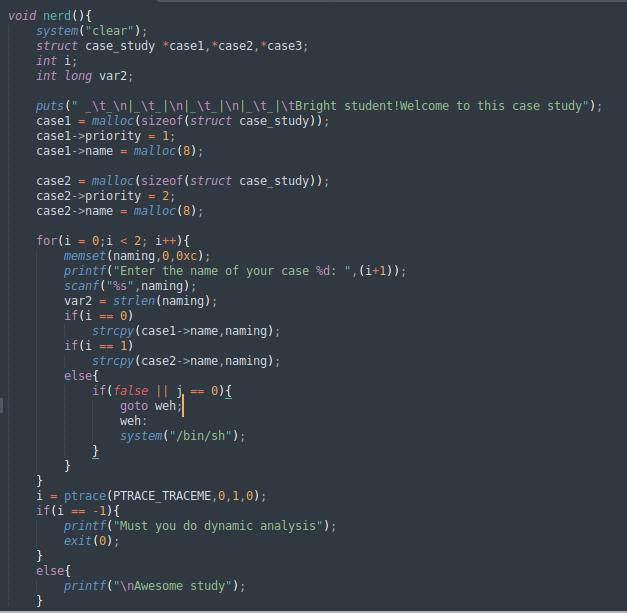 void nerd(){
    system("clear");
    struct case_study *case1,*case2,*case3;
    int i;
    int long var2;

    puts(" _\t_\n|_\t_|\n|_\t_|\n|_\t_|\tBright student!Welcome to this case study");
    case1 = malloc(sizeof(struct case_study));
    case1->priority = 1;
    case1->name = malloc(8);

    case2 = malloc(sizeof(struct case_study));
    case2->priority = 2;
    case2->name = malloc(8);

    for(i = 0;i < 2; i++){
        memset(naming,0,0xc);
        printf("Enter the name of your case %d: ",(i+1));
        scanf("%s",naming);
        var2 = strlen(naming);
        if(i == 0)
            strcpy(case1->name,naming);
        if(i == 1)
            strcpy(case2->name,naming);
        else{
            if(false || j == 0){
                goto weh;
                weh:
                system("/bin/sh");
            }
        }
    }
    i = ptrace(PTRACE_TRACEME,0,1,0);
    if(i == -1){
        printf("Must you do dynamic analysis");
        exit(0);
    }
    else{
        printf("\nAwesome study");
    }